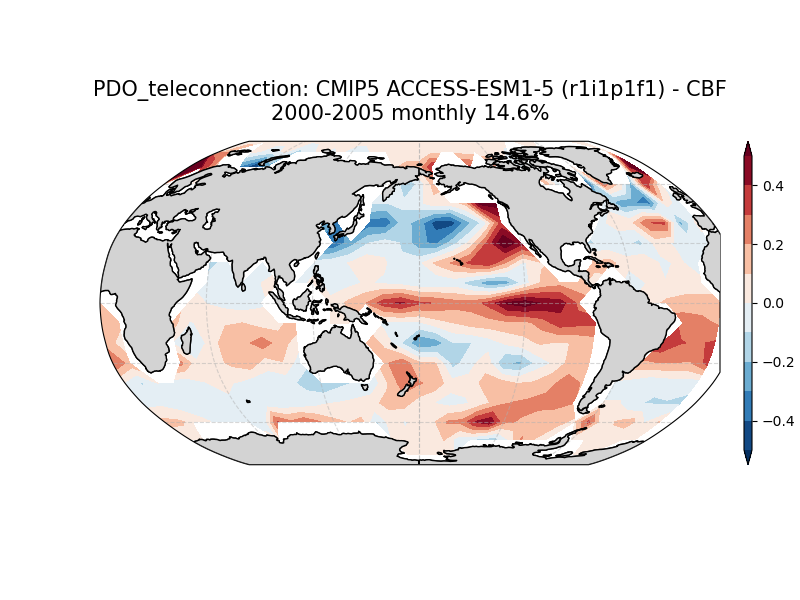 PDO_teleconnection: CMIP5 ACCESS-ESM1-5 (r1i1p1f1) - CBF
2000-2005 monthly 14.6%
0.4
0.2
0.0
−0.2
−0.4